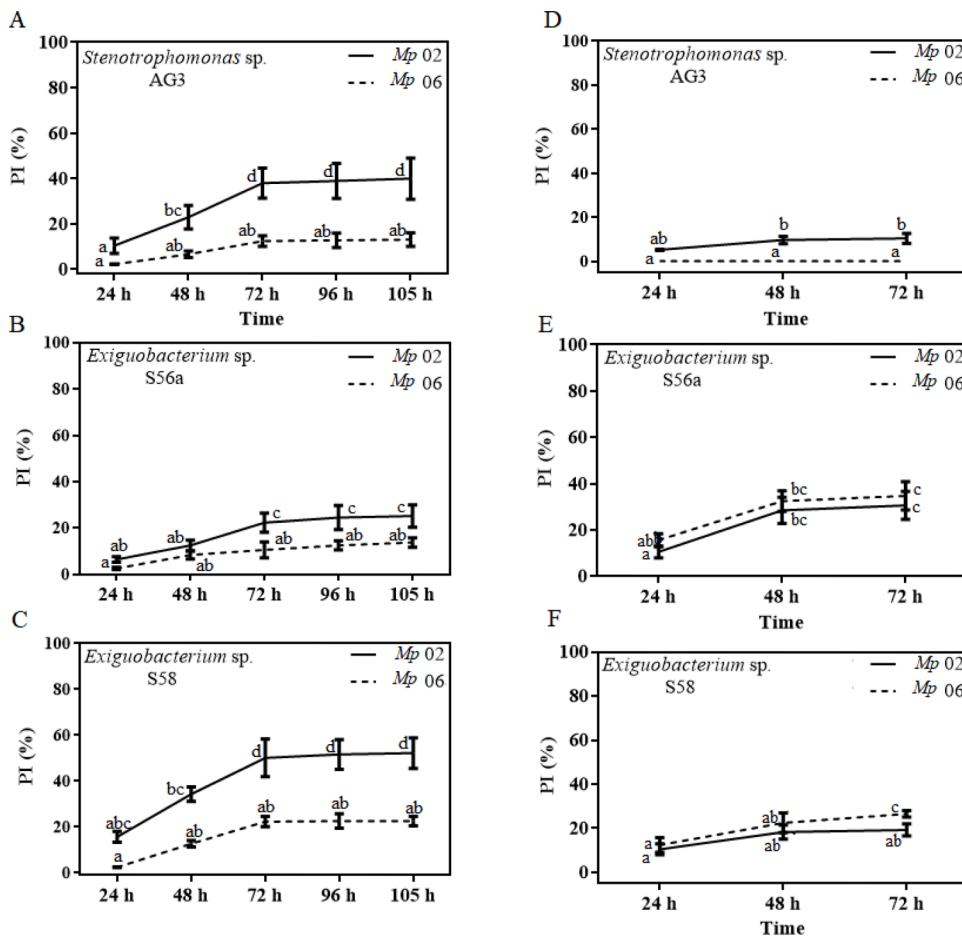 A
100
80
60
40
20
0
PI (%)
Stenotrophomonas sp.
AG3
Mp 02
Mp 06
a
bc
d
d
d
a
ab
ab
ab
ab
24 h 48 h 72 h 96 h 105 h
Time
B
100
80
60
40
20
0
PI (%)
Exiguobacterium sp.
S56a
Mp 02
Mp 06
ab
ab
c
c
c
a
ab
ab
ab
ab
24 h 48 h 72 h 96 h 105 h
C
100
80
60
40
20
0
PI (%)
Exiguobacterium sp.
S58
Mp 02
Mp 06
abc
bc
d
d
d
a
ab
ab
ab
ab
24 h 48 h 72 h 96 h 105 h
D
100
80
60
40
20
0
PI (%)
Stenotrophomonas sp.
AG3
Mp 02
Mp 06
ab
b
b
a
a
a
24 h 48 h 72 h
Time
E
100
80
60
40
20
0
PI (%)
Exiguobacterium sp.
S56a
Mp 02
Mp 06
bc
c
bc
c
24 h 48 h 72 h
Time
F
100
80
60
40
20
0
PI (%)
Exiguobacterium sp.
S58
Mp 02
Mp 06
a
ab
c
a
ab
ab
24 h 48 h 72 h
Time